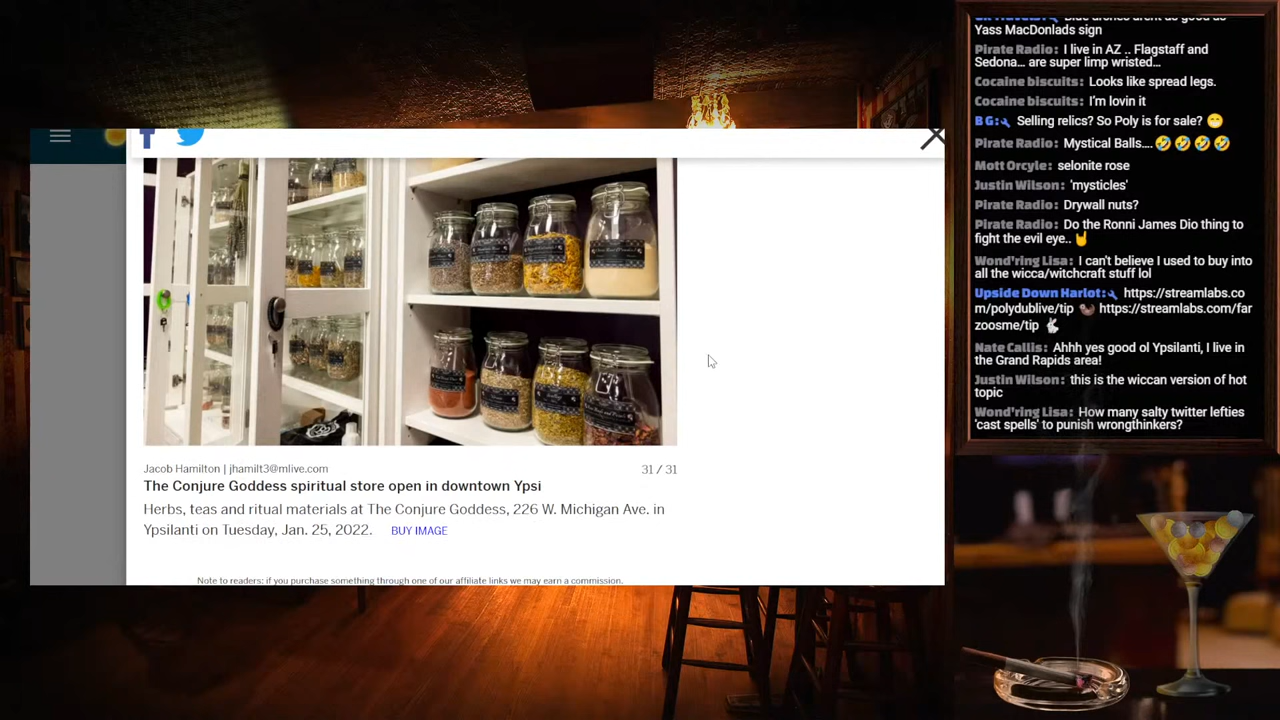 Jacob Hamilton | jhamilt3@mlive.com
31 / 31
The Conjure Goddess spiritual store open in downtown Ypsi
Herbs, teas and ritual materials at The Conjure Goddess, 226 W. Michigan Ave. in
Ypsilanti on Tuesday, Jan. 25, 2022. BUY IMAGE
Note to readers: if you purchase something through one of our affiliate links we may earn a commission.
Yass MacDonlads sign
Pirate Radio: I live in AZ .. Flagstaff and
Sedona... are super limp wristed...
Cocaine biscuits: Looks like spread legs.
Cocaine biscuits: I'm lovin it
B G: Selling relics? So Poly is for sale? 😁
Pirate Radio: Mystical Balls.... 🤣🤣🤣🤣
Mott Orcyle: selonite rose
Justin Wilson: 'mysticles'
Pirate Radio: Drywall nuts?
Pirate Radio: Do the Ronni James Dio thing to
fight the evil eye.. 🤘
Wond'ring Lisa: I can't believe I used to buy into
all the wicca/witchcraft stuff lol
Upside Down Harlot: https://streamlabs.co
m/polydublive/tip 🦦 https://streamlabs.com/far
zoosme/tip 🐇
Nate Callis: Ahhh yes good ol Ypsilanti, I live in
the Grand Rapids area!
Justin Wilson: this is the wiccan version of hot
topic
Wond'ring Lisa: How many salty twitter lefties
'cast spells' to punish wrongthinkers?